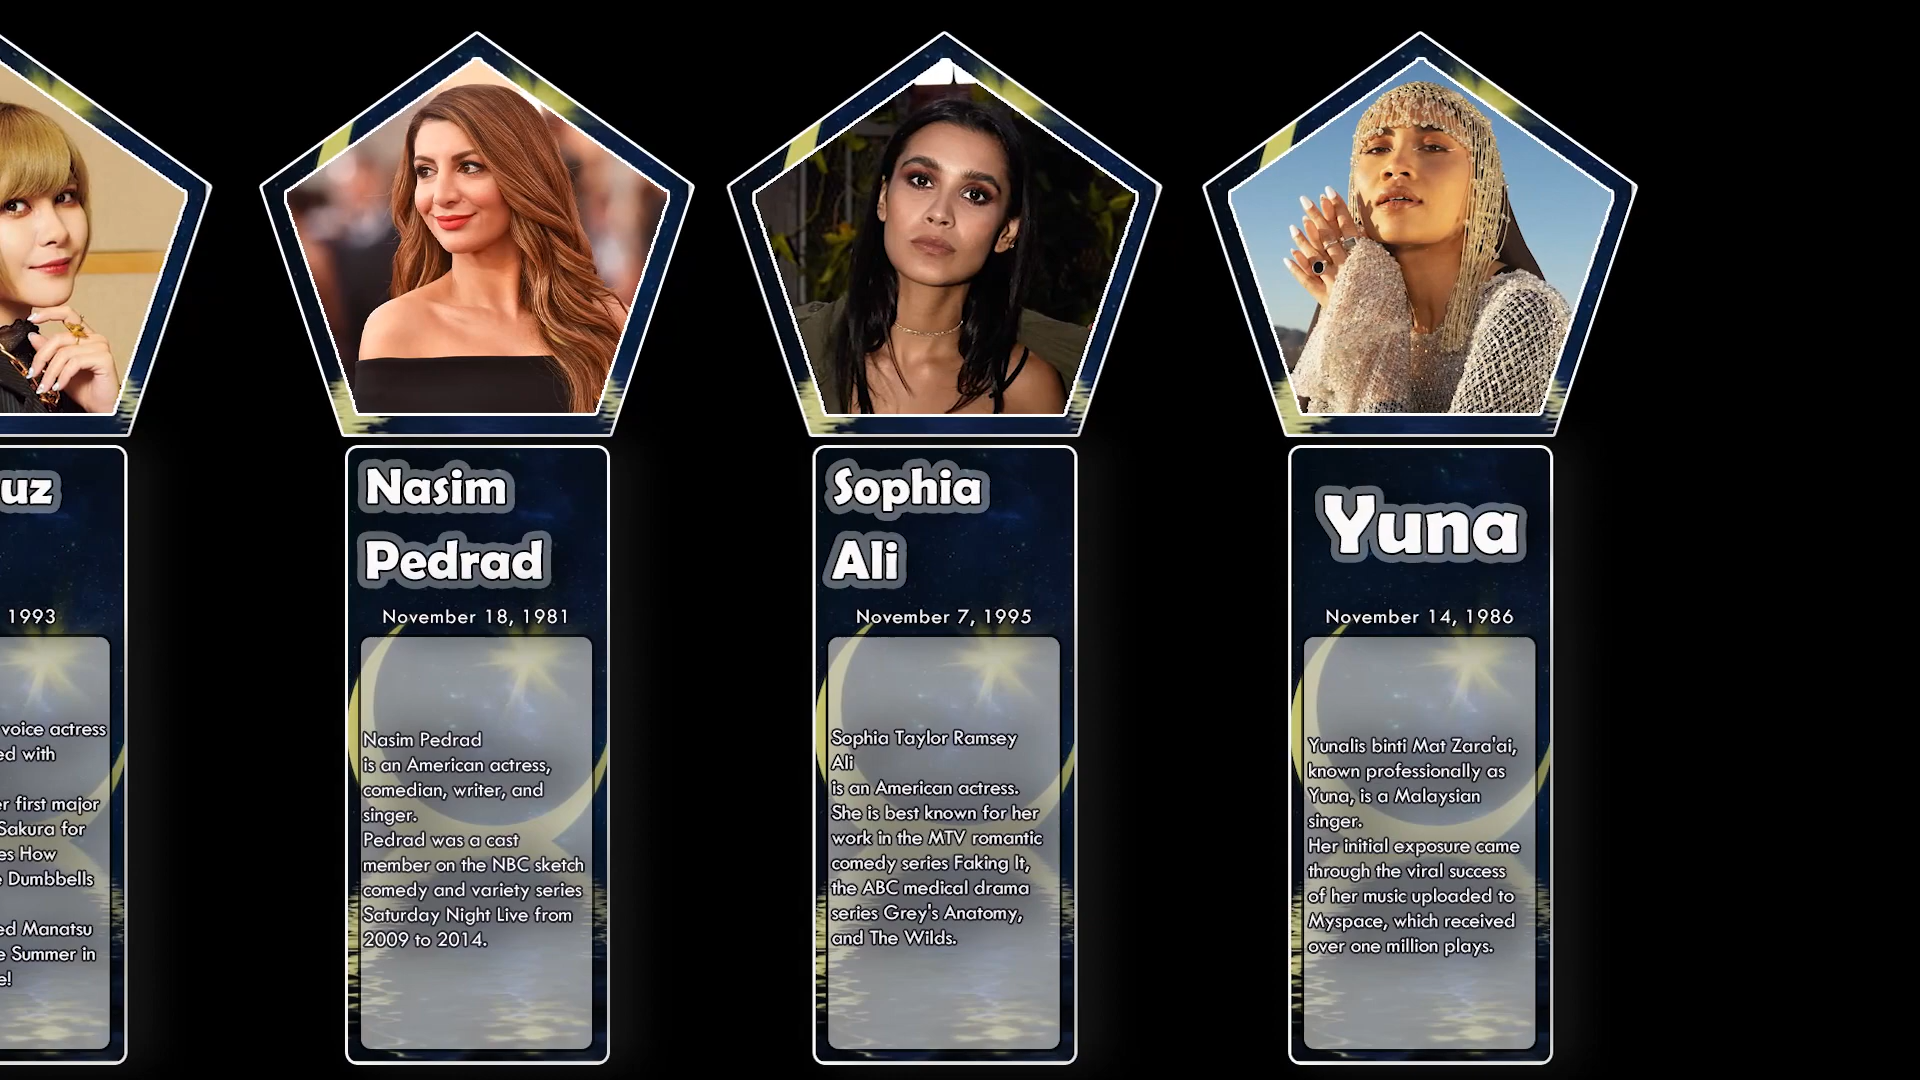 uz
1993
voice actress
ed with
er first major
Sakura for
es How
e Dumbbells
ed Manatsu
e Summer in
e!
Nasim
Pedrad
November 18, 1981
Nasim Pedrad
is an American actress,
comedian, writer, and
singer.
Pedrad was a cast
member on the NBC sketch
comedy and variety series
Saturday Night Live from
2009 to 2014.
Sophia
Ali
November 7, 1995
Sophia Taylor Ramsey
Ali
is an American actress.
She is best known for her
work in the MTV romantic
comedy series Faking It,
the ABC medical drama
series Grey's Anatomy,
and The Wilds.
Yuna
November 14, 1986
Yunalis binti Mat Zara'ai,
known professionally as
Yuna, is a Malaysian
singer.
Her initial exposure came
through the viral success
of her music uploaded to
Myspace, which received
over one million plays.